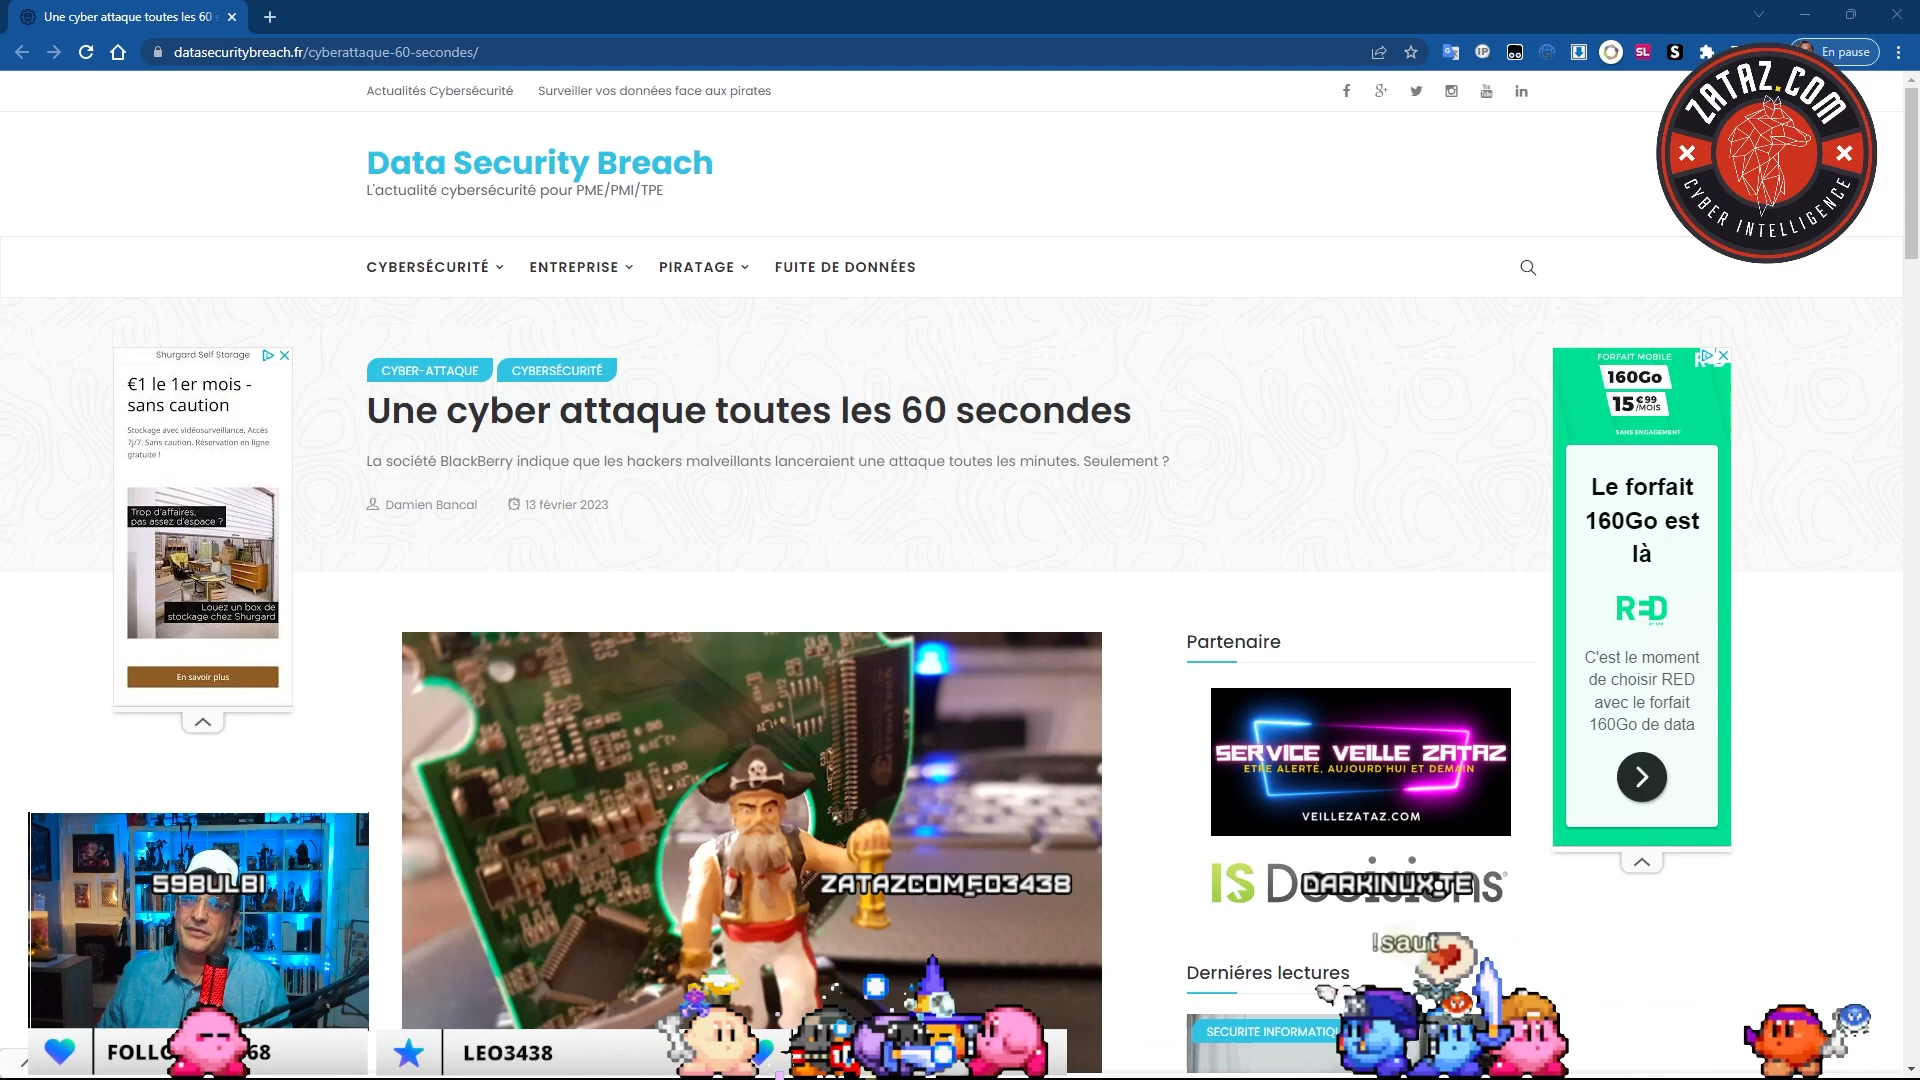 Une cyber attaque toutes les 60 s
datasecuritybreach.fr/cyberattaque-60-secondes/
En pause
Actualités Cybersécurité
Surveiller vos données face aux pirates
ZATAZ.COM
CYBER INTELLIGENCE
Data Security Breach
L'actualité cybersécurité pour PME/PMI/TPE
CYBERSÉCURITÉ
ENTREPRISE
PIRATAGE
FUITE DE DONNÉES
Shurgard Self Storage
€1 le 1er mois -
sans caution
Stockage avec vidéosurveillance. Accès
7j/7. Sans caution. Réservation en ligne
gratuite !
Trop d'affaires,
pas assez d'espace ?
Louez un box de
stockage chez Shurgard
En savoir plus
CYBER-ATTAQUE
CYBERSÉCURITÉ
Une cyber attaque toutes les 60 secondes
La société BlackBerry indique que les hackers malveillants lanceraient une attaque toutes les minutes. Seulement ?
Damien Bancal
13 février 2023
FORFAIT MOBILE
160Go
15€99
/MOIS
SANS ENGAGEMENT
Le forfait
160Go est
là
RED
C'est le moment
de choisir RED
avec le forfait
160Go de data
Partenaire
SERVICE VEILLE ZATAZ
ETRE ALERTÉ, AUJOURD'HUI ET DEMAIN
VEILLEZATAZ.COM
IS Decisions
DARKINUX_TE
59BULBI
ZATAZCOM
!saut
Derniéres lectures
SECURITE INFORMATIQU
68
LEO3438